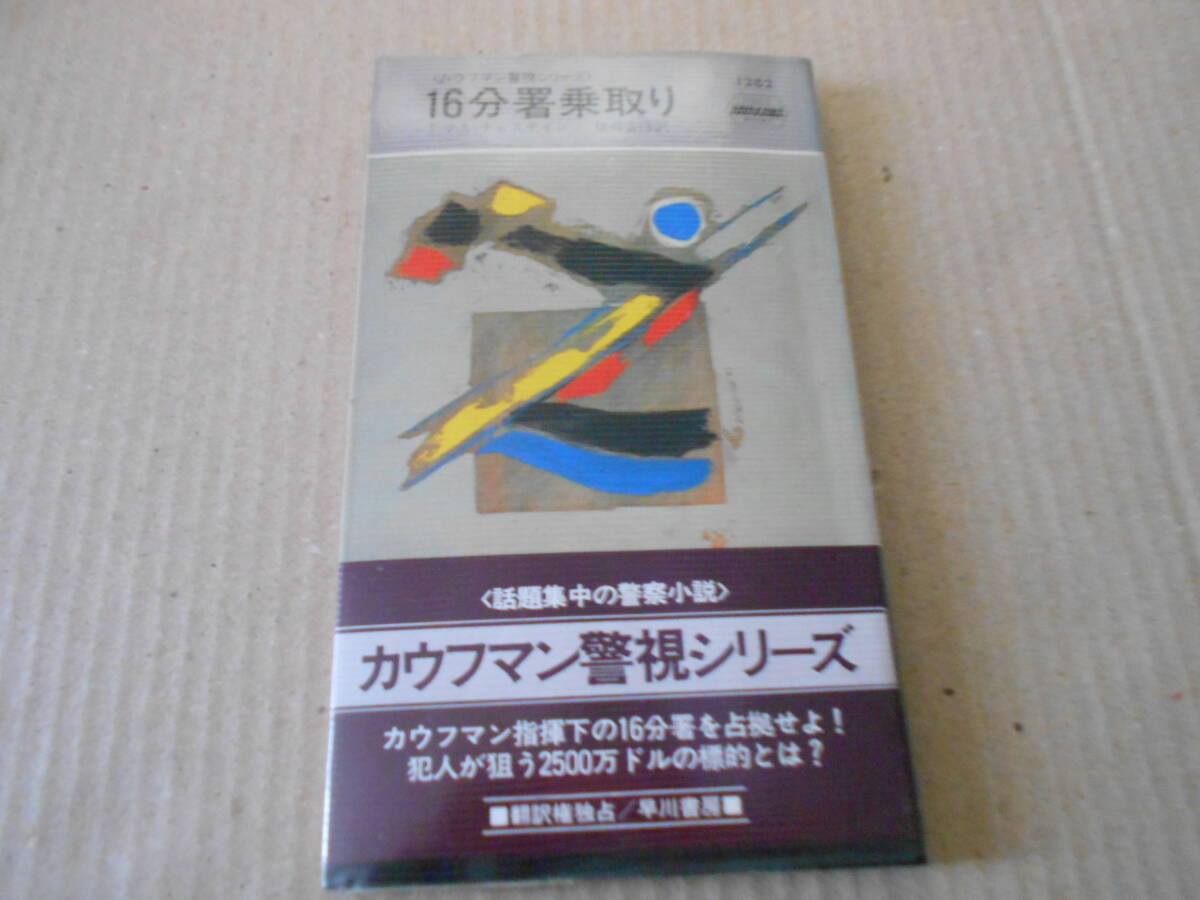 〈カウフマン警視シリーズ〉
16分署乗取り
1262
〈話題集中の警察小説〉
カウフマン警視シリーズ
カウフマン指揮下の16分署を占拠せよ!
犯人が狙う2500万ドルの標的とは?
■翻訳権独占/早川書房■